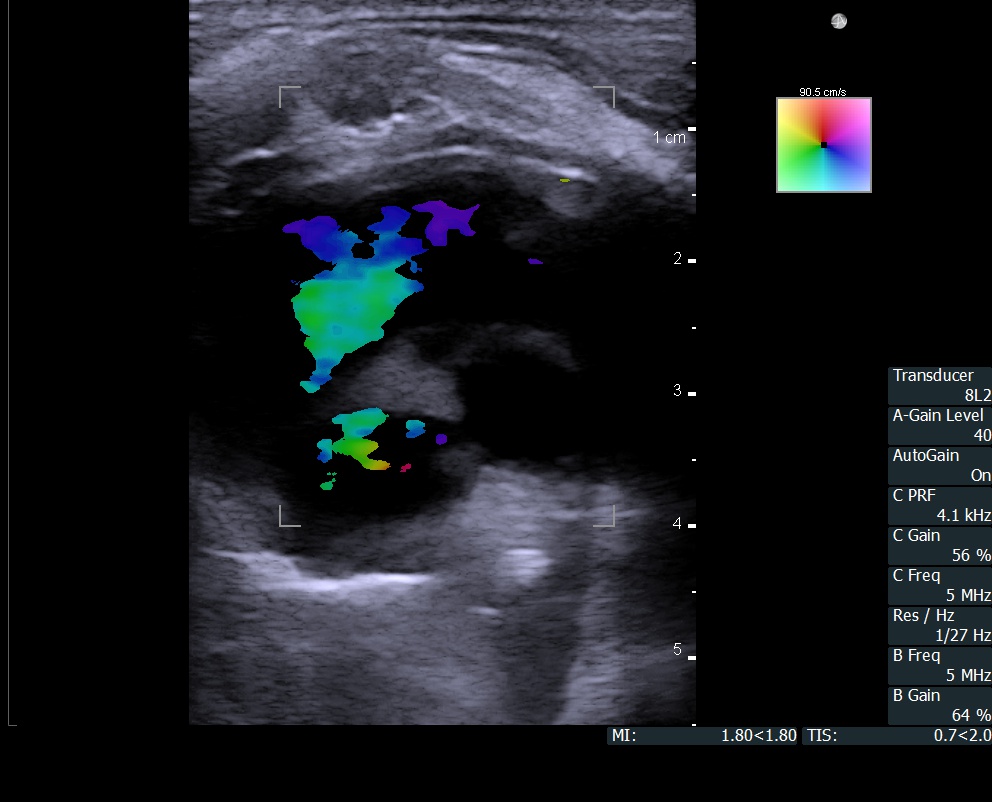 90.5 cm/s
1 cm
2
3
4
5
Transducer
8L2
A-Gain Level
40
AutoGain
On
C PRF
4.1 kHz
C Gain
56 %
C Freq
5 MHz
Res / Hz
1/27 Hz
B Freq
5 MHz
B Gain
64 %
MI: 1.80<1.80 TIS: 0.7<2.0